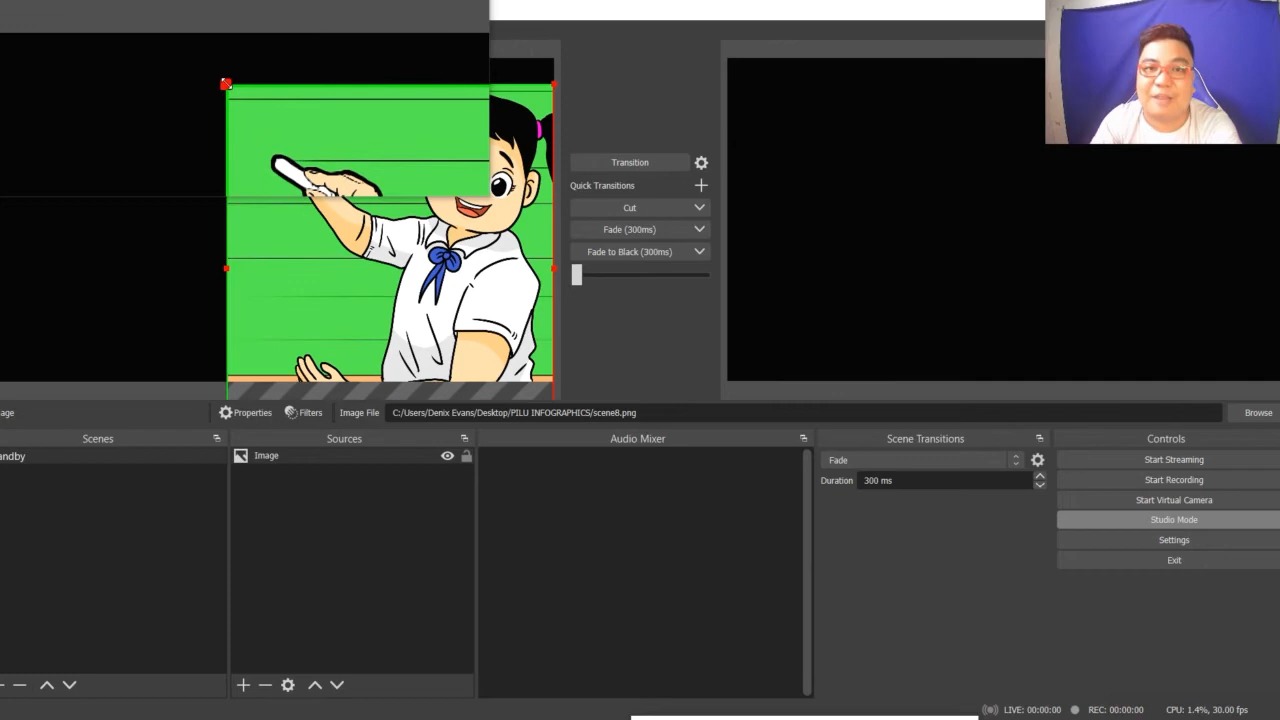 Transition
Quick Transitions
Cut
Fade (300ms)
Fade to Black (300ms)
age
Properties
Filters
Image File
C:/Users/Denix Evans/Desktop/PILU INFOGRAPHICS/scene8.png
Browse
Scenes
Sources
Audio Mixer
Scene Transitions
Controls
andby
Image
Fade
Duration
300 ms
Start Streaming
Start Recording
Start Virtual Camera
Studio Mode
Settings
Exit
LIVE: 00:00:00
REC: 00:00:00
CPU: 1.4%, 30.00 fps